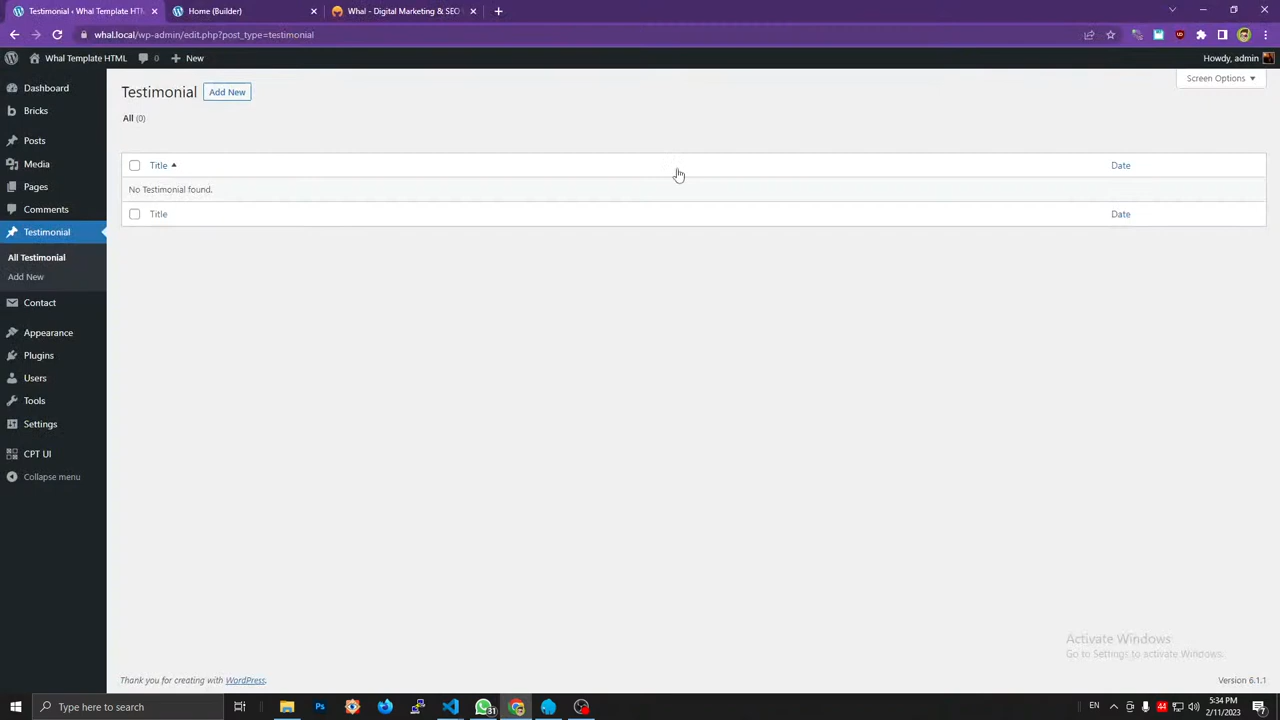 Testimonial ‹ Whal Template HTM
Home (Builder)
Whal - Digital Marketing & SEO
whal.local/wp-admin/edit.php?post_type=testimonial
Whal Template HTML
0
New
Howdy, admin
Dashboard
Bricks
Posts
Media
Pages
Comments
Testimonial
All Testimonial
Add New
Contact
Appearance
Plugins
Users
Tools
Settings
CPT UI
Collapse menu
Screen Options
Testimonial
Add New
All (0)
Title
Date
No Testimonial found.
Title
Date
Activate Windows
Go to Settings to activate Windows.
Thank you for creating with WordPress.
Version 6.1.1
Type here to search
Ps
31
EN
44
5:34 PM
2/11/2023
7